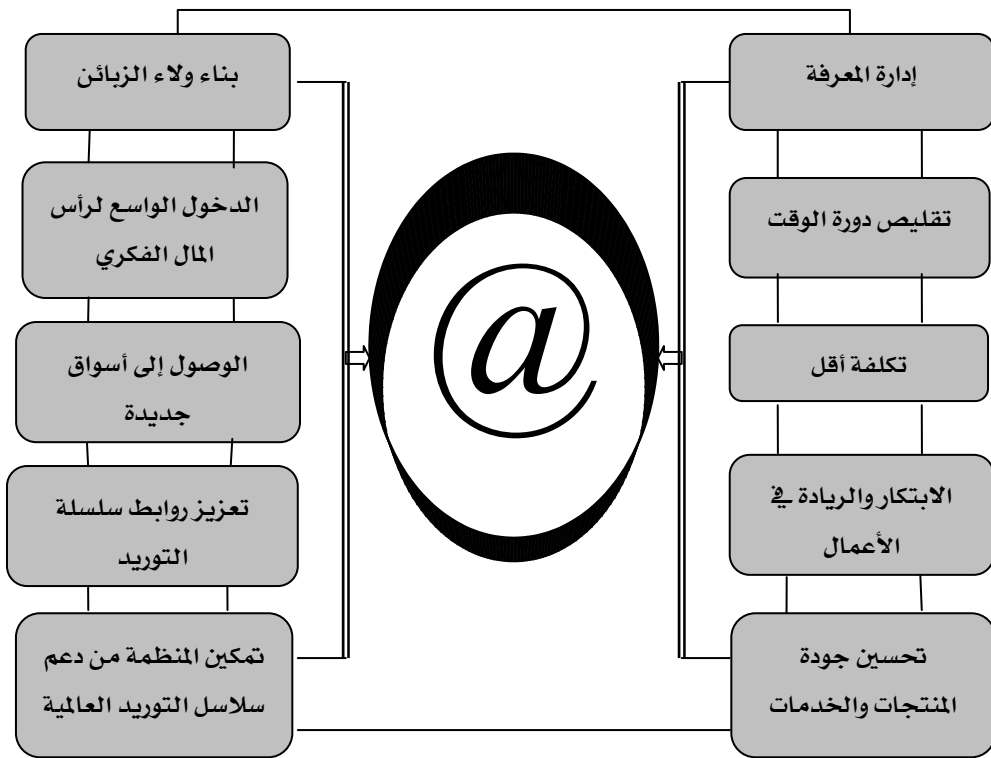 إدارة المعرفة
تقليص دورة الوقت
تكلفة أقل
الابتكار والريادة في
الأعمال
تحسين جودة
المنتجات والخدمات
@
بناء ولاء الزبائن
الدخول الواسع لرأس
المال الفكري
الوصول إلى أسواق
جديدة
تعزيز روابط سلسلة
التوريد
تمكين المنظمة من دعم
سلاسل التوريد العالمية